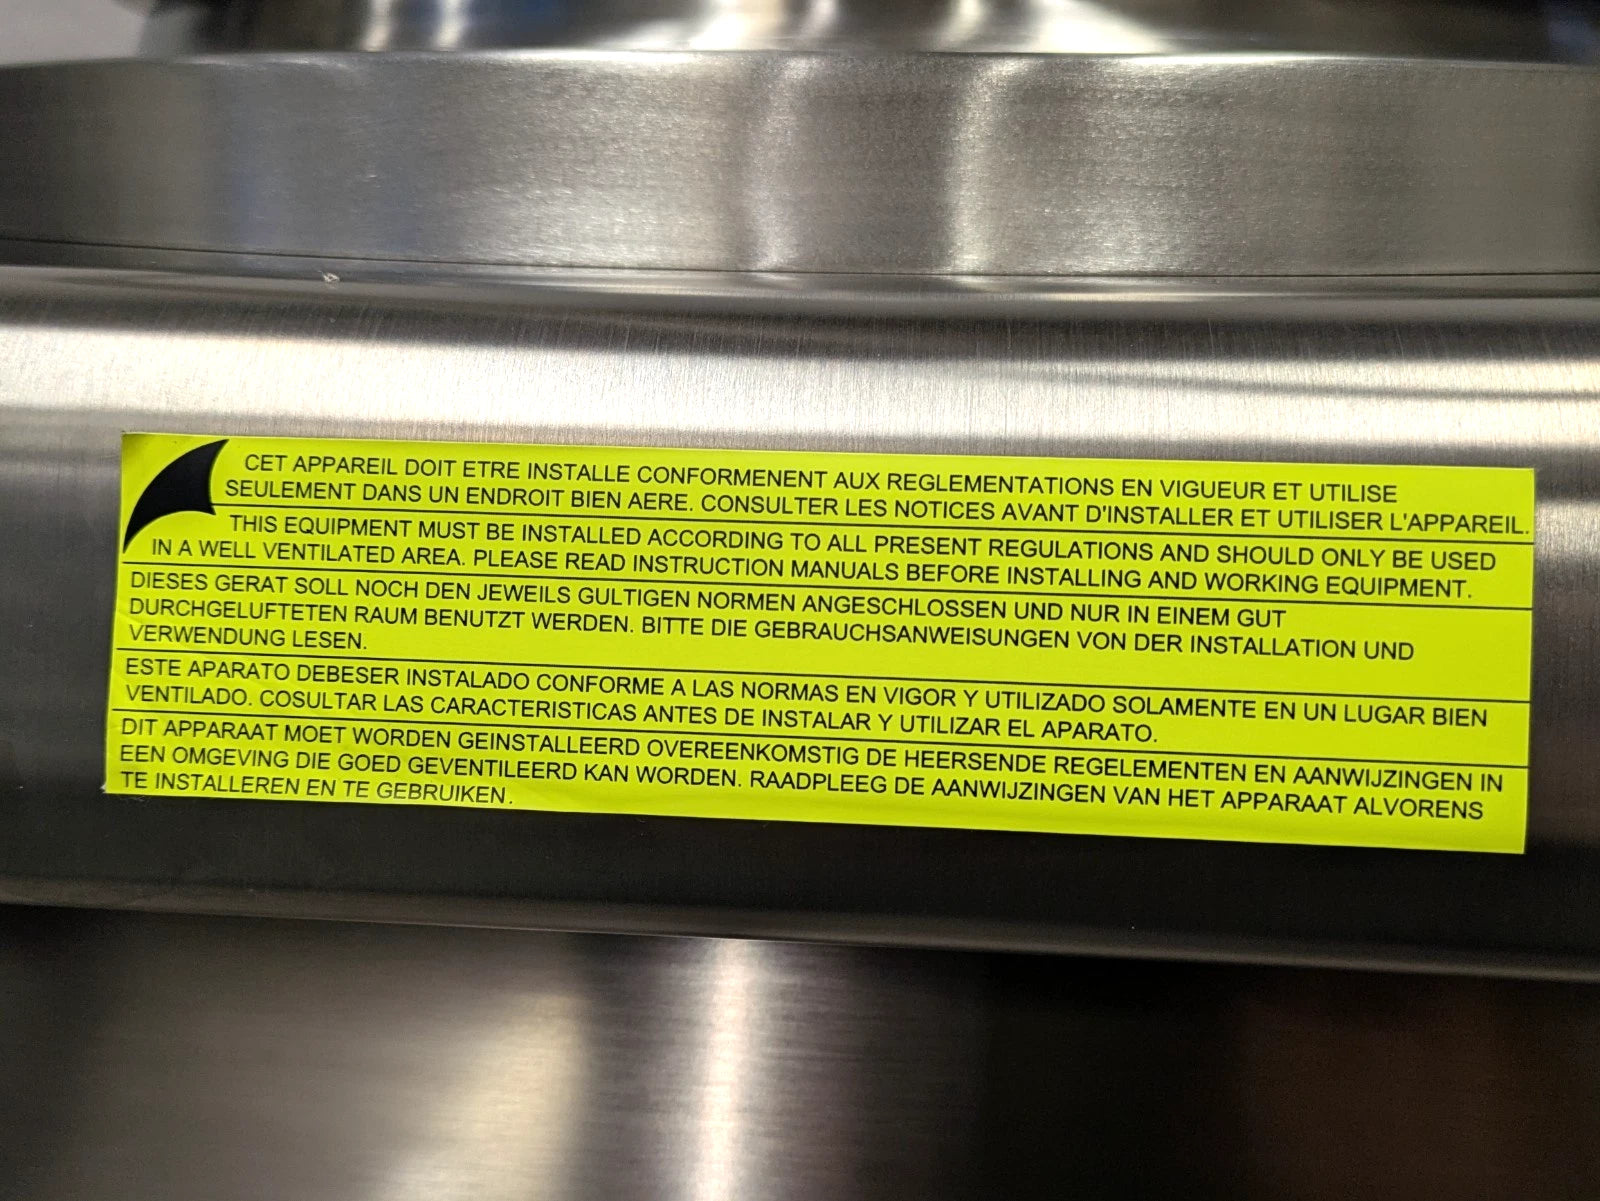 CET APPAREIL DOIT ETRE INSTALLE CONFORMENENT AUX REGLEMENTATIONS EN VIGUEUR ET UTILISE
SEULEMENT DANS UN ENDROIT BIEN AERE. CONSULTER LES NOTICES AVANT D'INSTALLER ET UTILISER L'APPAREIL.
THIS EQUIPMENT MUST BE INSTALLED ACCORDING TO ALL PRESENT REGULATIONS AND SHOULD ONLY BE USED
IN A WELL VENTILATED AREA. PLEASE READ INSTRUCTION MANUALS BEFORE INSTALLING AND WORKING EQUIPMENT.
DIESES GERAT SOLL NOCH DEN JEWEILS GULTIGEN NORMEN ANGESCHLOSSEN UND NUR IN EINEM GUT
DURCHGELUFTETEN RAUM BENUTZT WERDEN. BITTE DIE GEBRAUCHSANWEISUNGEN VON DER INSTALLATION UND
VERWENDUNG LESEN.
ESTE APARATO DEBESER INSTALADO CONFORME A LAS NORMAS EN VIGOR Y UTILIZADO SOLAMENTE EN UN LUGAR BIEN
VENTILADO. COSULTAR LAS CARACTERISTICAS ANTES DE INSTALAR Y UTILIZAR EL APARATO.
DIT APPARAAT MOET WORDEN GEINSTALLEERD OVEREENKOMSTIG DE HEERSENDE REGELEMENTEN EN AANWIJZINGEN IN
EEN OMGEVING DIE GOED GEVENTILEERD KAN WORDEN. RAADPLEEG DE AANWIJZINGEN VAN HET APPARAAT ALVORENS
TE INSTALLEREN EN TE GEBRUIKEN.